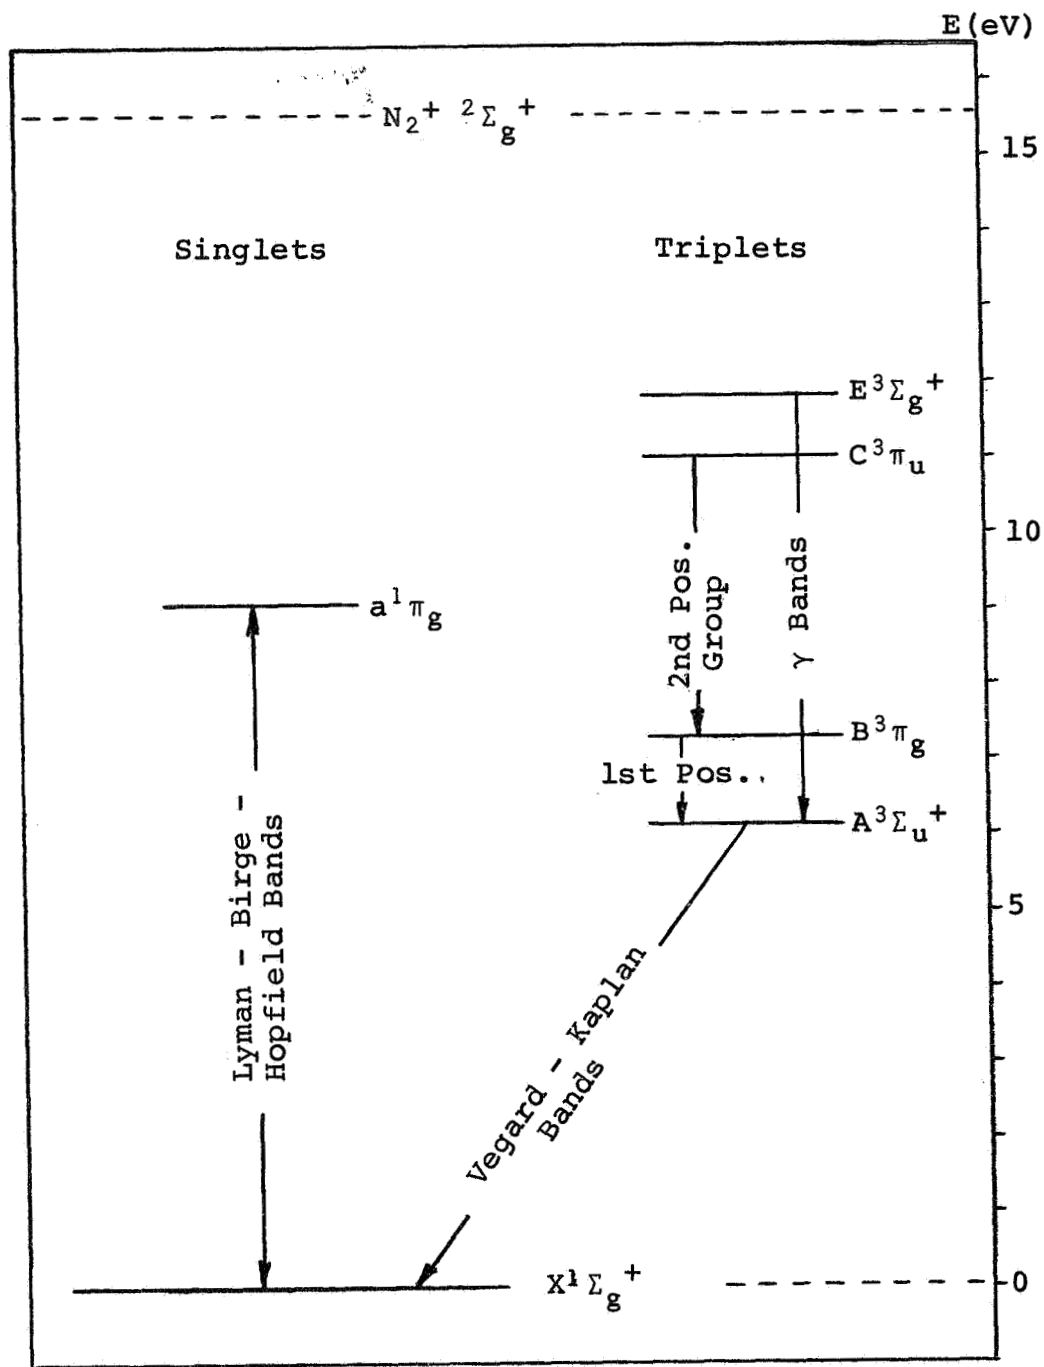 E(eV)
N₂⁺ ²Σg⁺
15
Singlets
Triplets
E³Σg⁺
C³πu
10
2nd Pos.
Group
γ Bands
a¹πg
B³πg
1st Pos.
A³Σu⁺
5
Lyman - Birge -
Hopfield Bands
Vegard - Kaplan
Bands
X¹Σg⁺
0